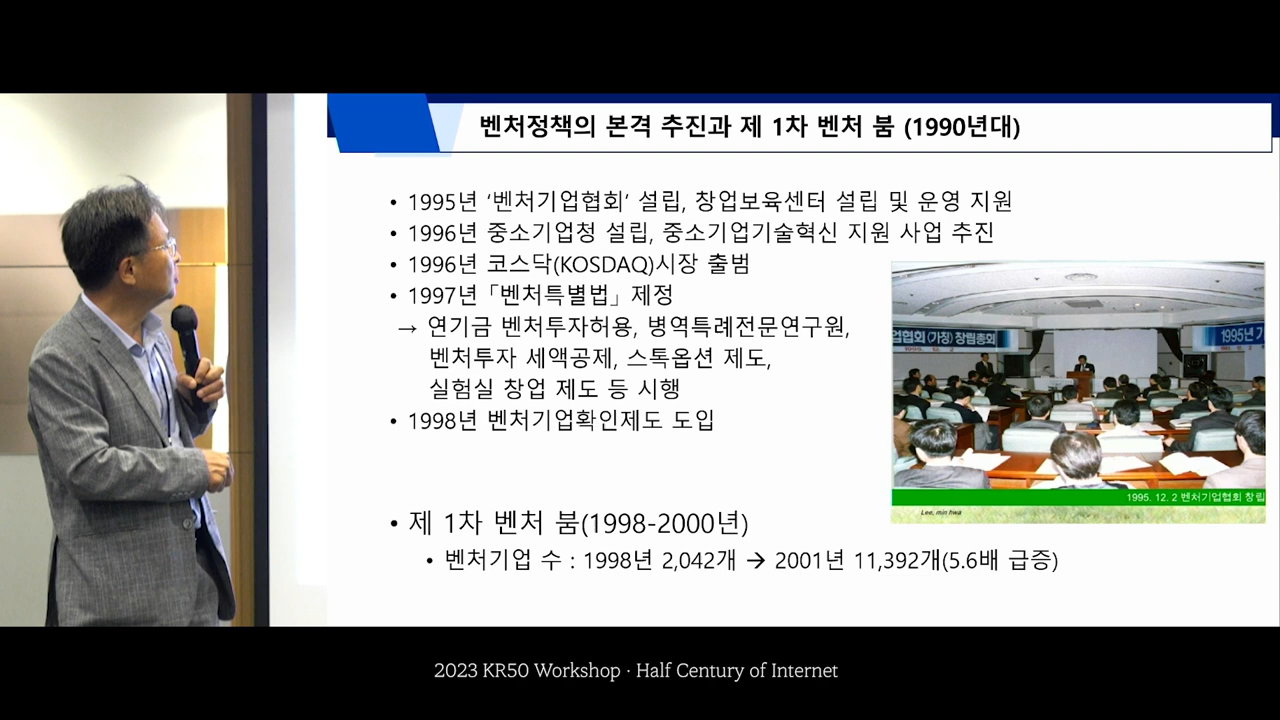 벤처정책의 본격 추진과 제 1차 벤처 붐 (1990년대)
• 1995년 ‘벤처기업협회’ 설립, 창업보육센터 설립 및 운영 지원
• 1996년 중소기업청 설립, 중소기업기술혁신 지원 사업 추진
• 1996년 코스닥(KOSDAQ)시장 출범
• 1997년 ｢벤처특별법｣ 제정
→ 연기금 벤처투자허용, 병역특례전문연구원,
벤처투자 세액공제, 스톡옵션 제도,
실험실 창업 제도 등 시행
• 1998년 벤처기업확인제도 도입
업협회 (가칭) 창립총회
1995년 기
1995. 12. 2 벤처기업협회 창립
Lee, min hwa
• 제 1차 벤처 붐(1998-2000년)
• 벤처기업 수 : 1998년 2,042개 → 2001년 11,392개(5.6배 급증)
2023 KR50 Workshop · Half Century of Internet